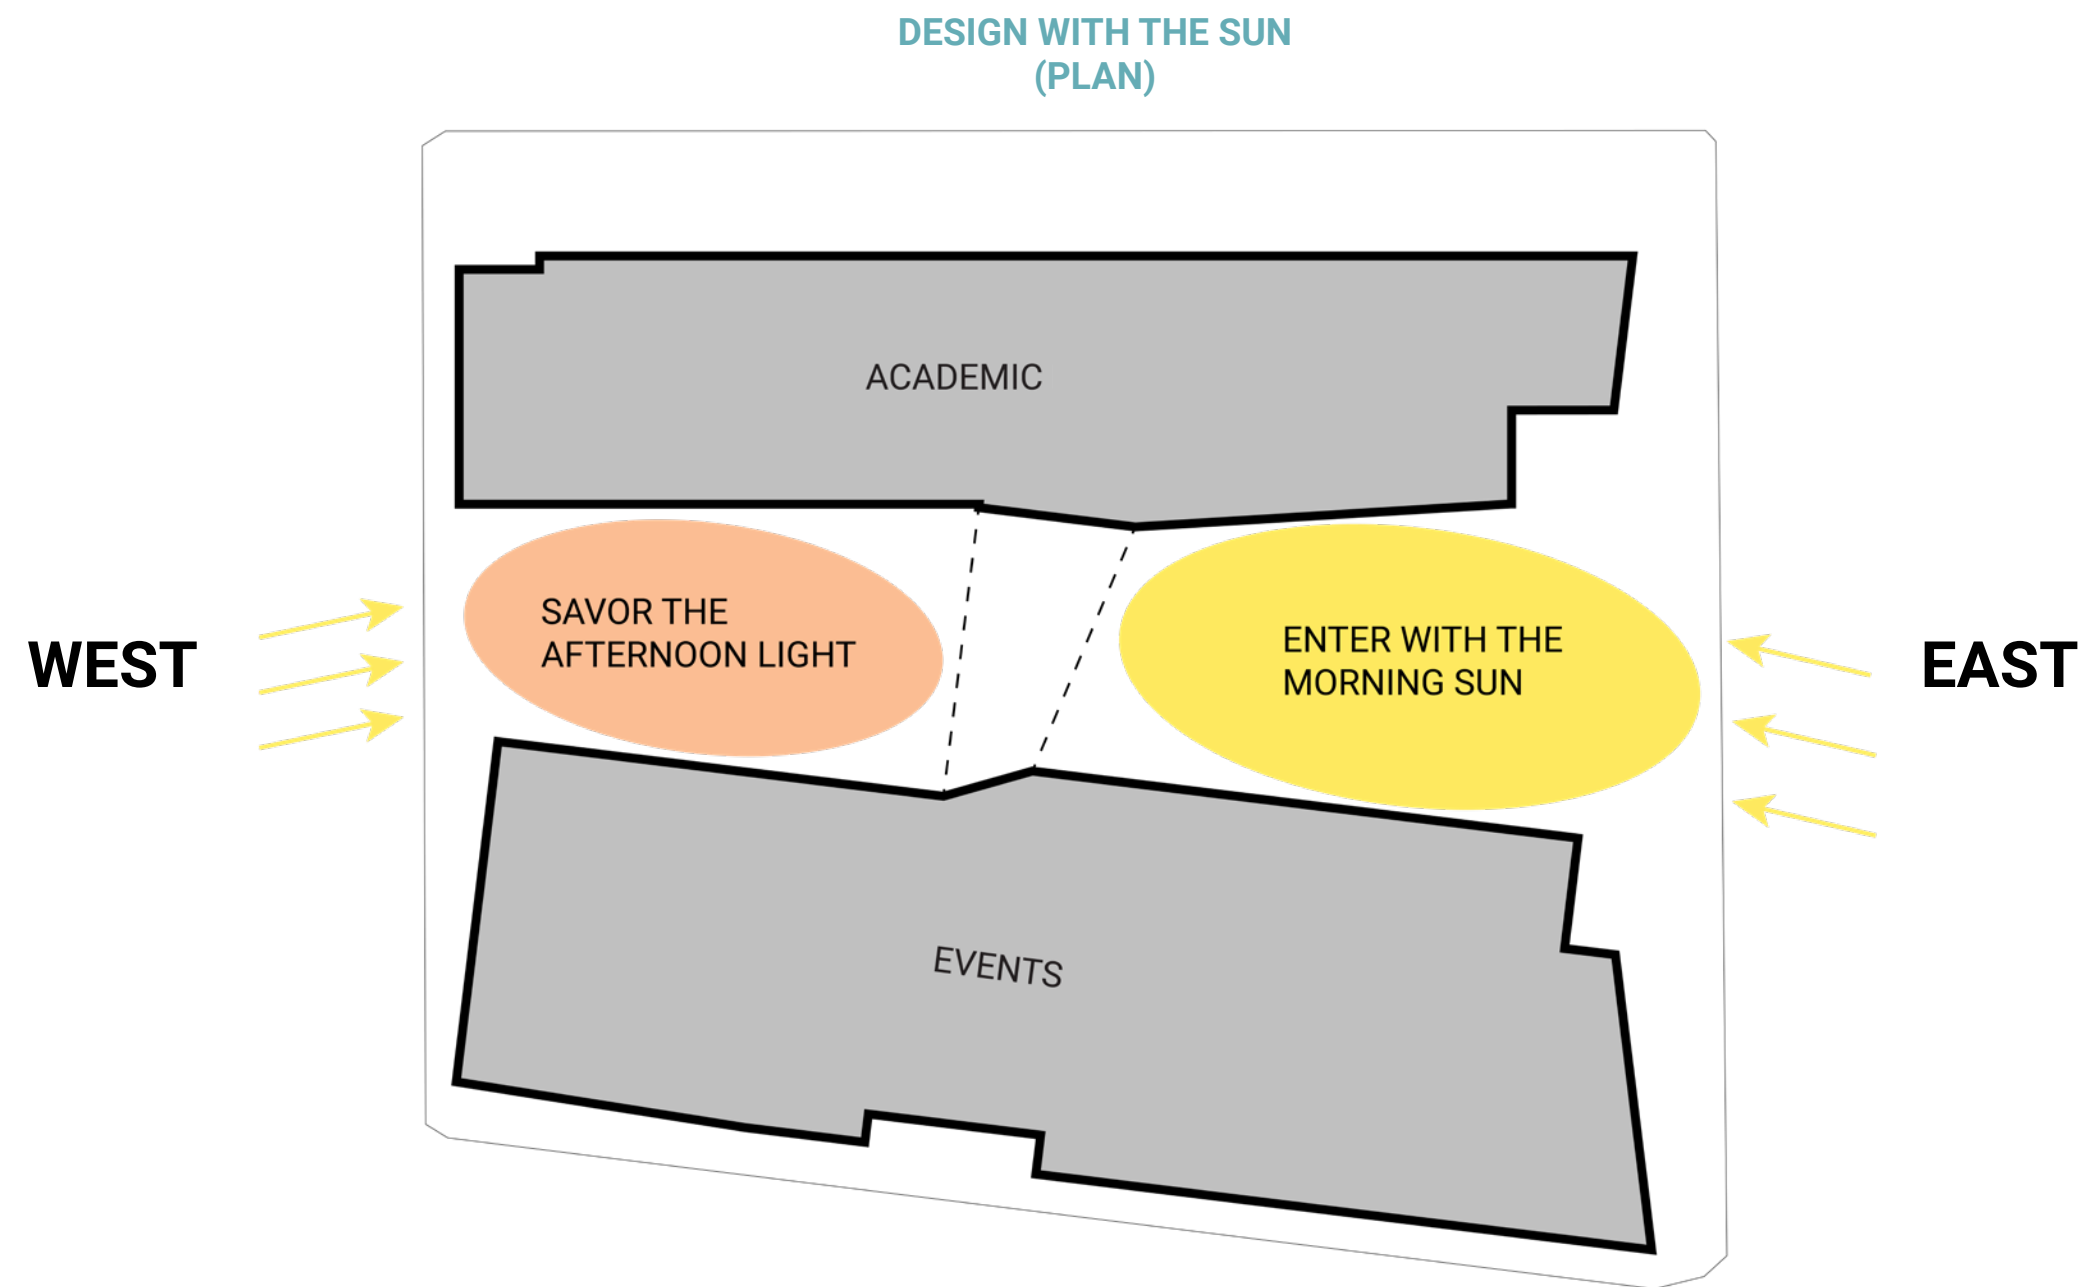 DESIGN WITH THE SUN
(PLAN)
ACADEMIC
SAVOR THE
AFTERNOON LIGHT
ENTER WITH THE
MORNING SUN
WEST
EAST
EVENTS